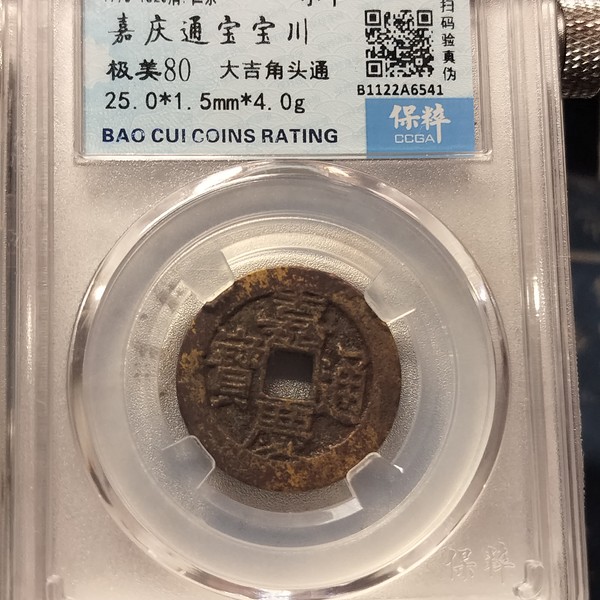 嘉庆通宝宝川
极美80 大吉角头通
25.0*1.5mm*4.0g
BAO CUI COINS RATING
扫码验真伪
B1122A6541
保粹
CCGA
嘉慶通寶
保粹